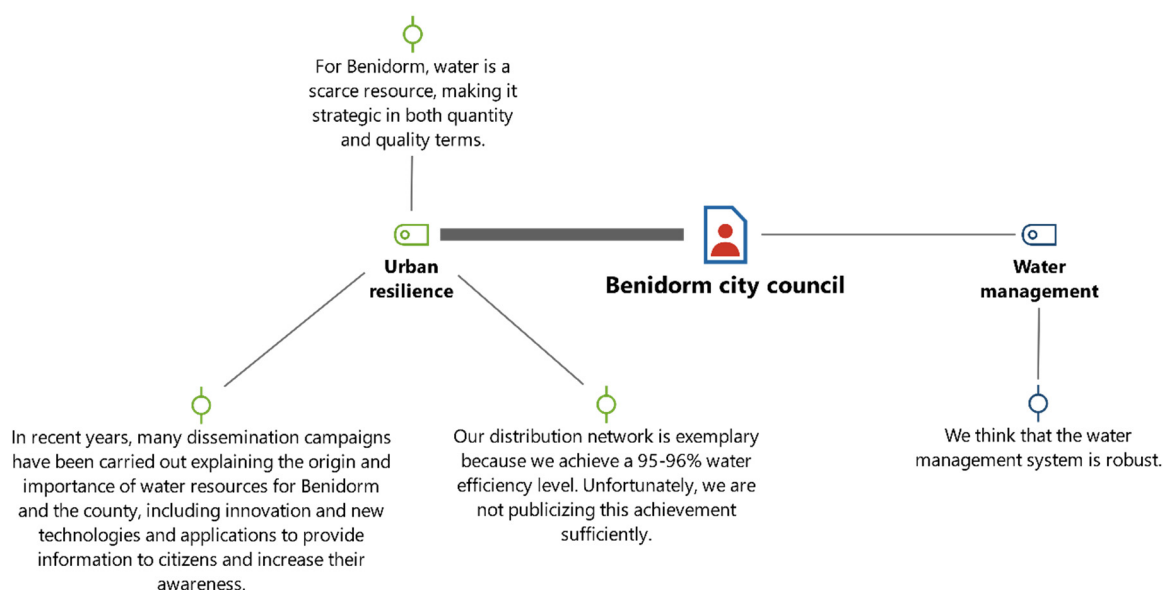 For Benidorm, water is a
scarce resource, making it
strategic in both quantity
and quality terms.
Urban
resilience
Benidorm city council
Water
management
In recent years, many dissemination campaigns
have been carried out explaining the origin and
importance of water resources for Benidorm
and the county, including innovation and new
technologies and applications to provide
information to citizens and increase their
awareness.
Our distribution network is exemplary
because we achieve a 95-96% water
efficiency level. Unfortunately, we are
not publicizing this achievement
sufficiently.
We think that the water
management system is robust.